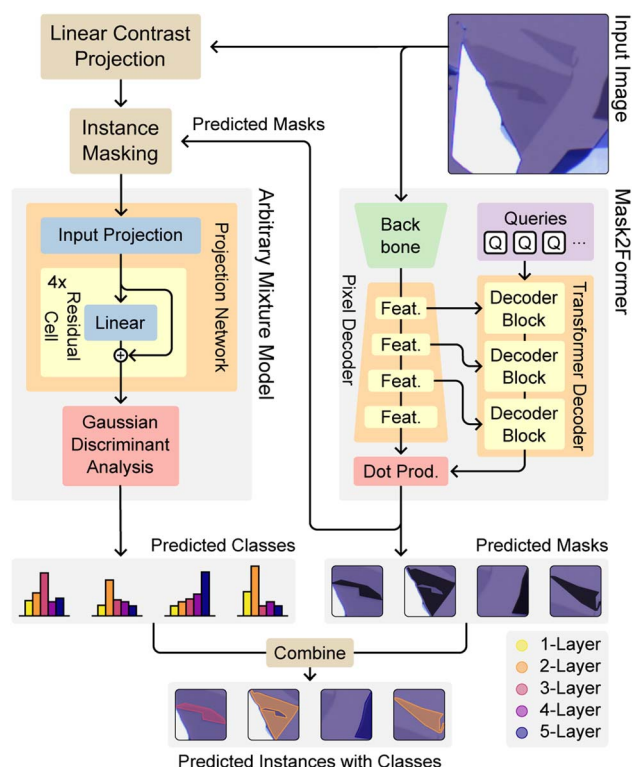 Linear Contrast
Projection
Input Image
Instance
Masking
Predicted Masks
Arbitrary Mixture Model
Projection Network
Input Projection
4x
Residual
Cell
Linear
Gaussian
Discriminant
Analysis
Mask2Former
Back
bone
Queries
Q Q Q ...
Pixel Decoder
Feat.
Feat.
Feat.
Feat.
Transformer Decoder
Decoder
Block
Decoder
Block
Decoder
Block
Dot Prod.
Predicted Classes
Predicted Masks
Combine
1-Layer
2-Layer
3-Layer
4-Layer
5-Layer
Predicted Instances with Classes